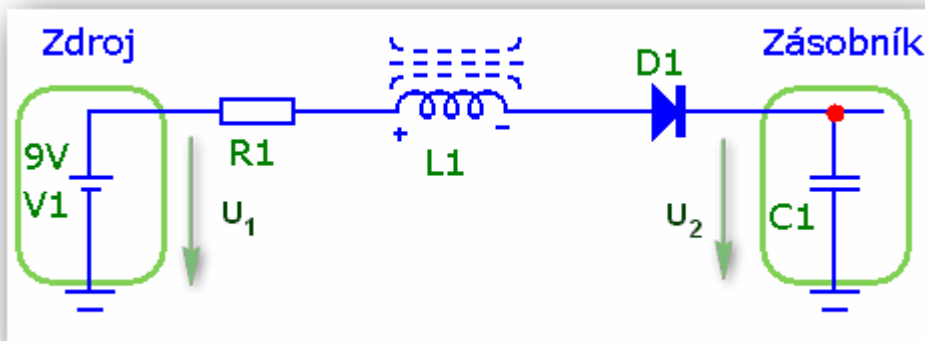 Zdroj
Zásobník
D1
9V
V1
R1
+
-
L1
U1
U2
C1